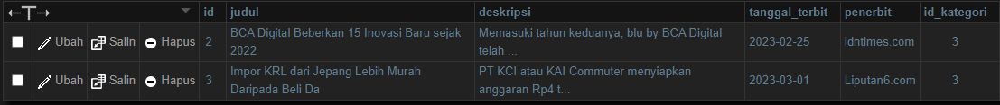 id judul deskripsi tanggal_terbit penerbit id_kategori
Ubah Salin Hapus 2 BCA Digital Beberkan 15 Inovasi Baru sejak 2022 Memasuki tahun keduanya, blu by BCA Digital telah ... 2023-02-25 idntimes.com 3
Ubah Salin Hapus 3 Impor KRL dari Jepang Lebih Murah Daripada Beli Da PT KCI atau KAI Commuter menyiapkan anggaran Rp4 t... 2023-03-01 Liputan6.com 3